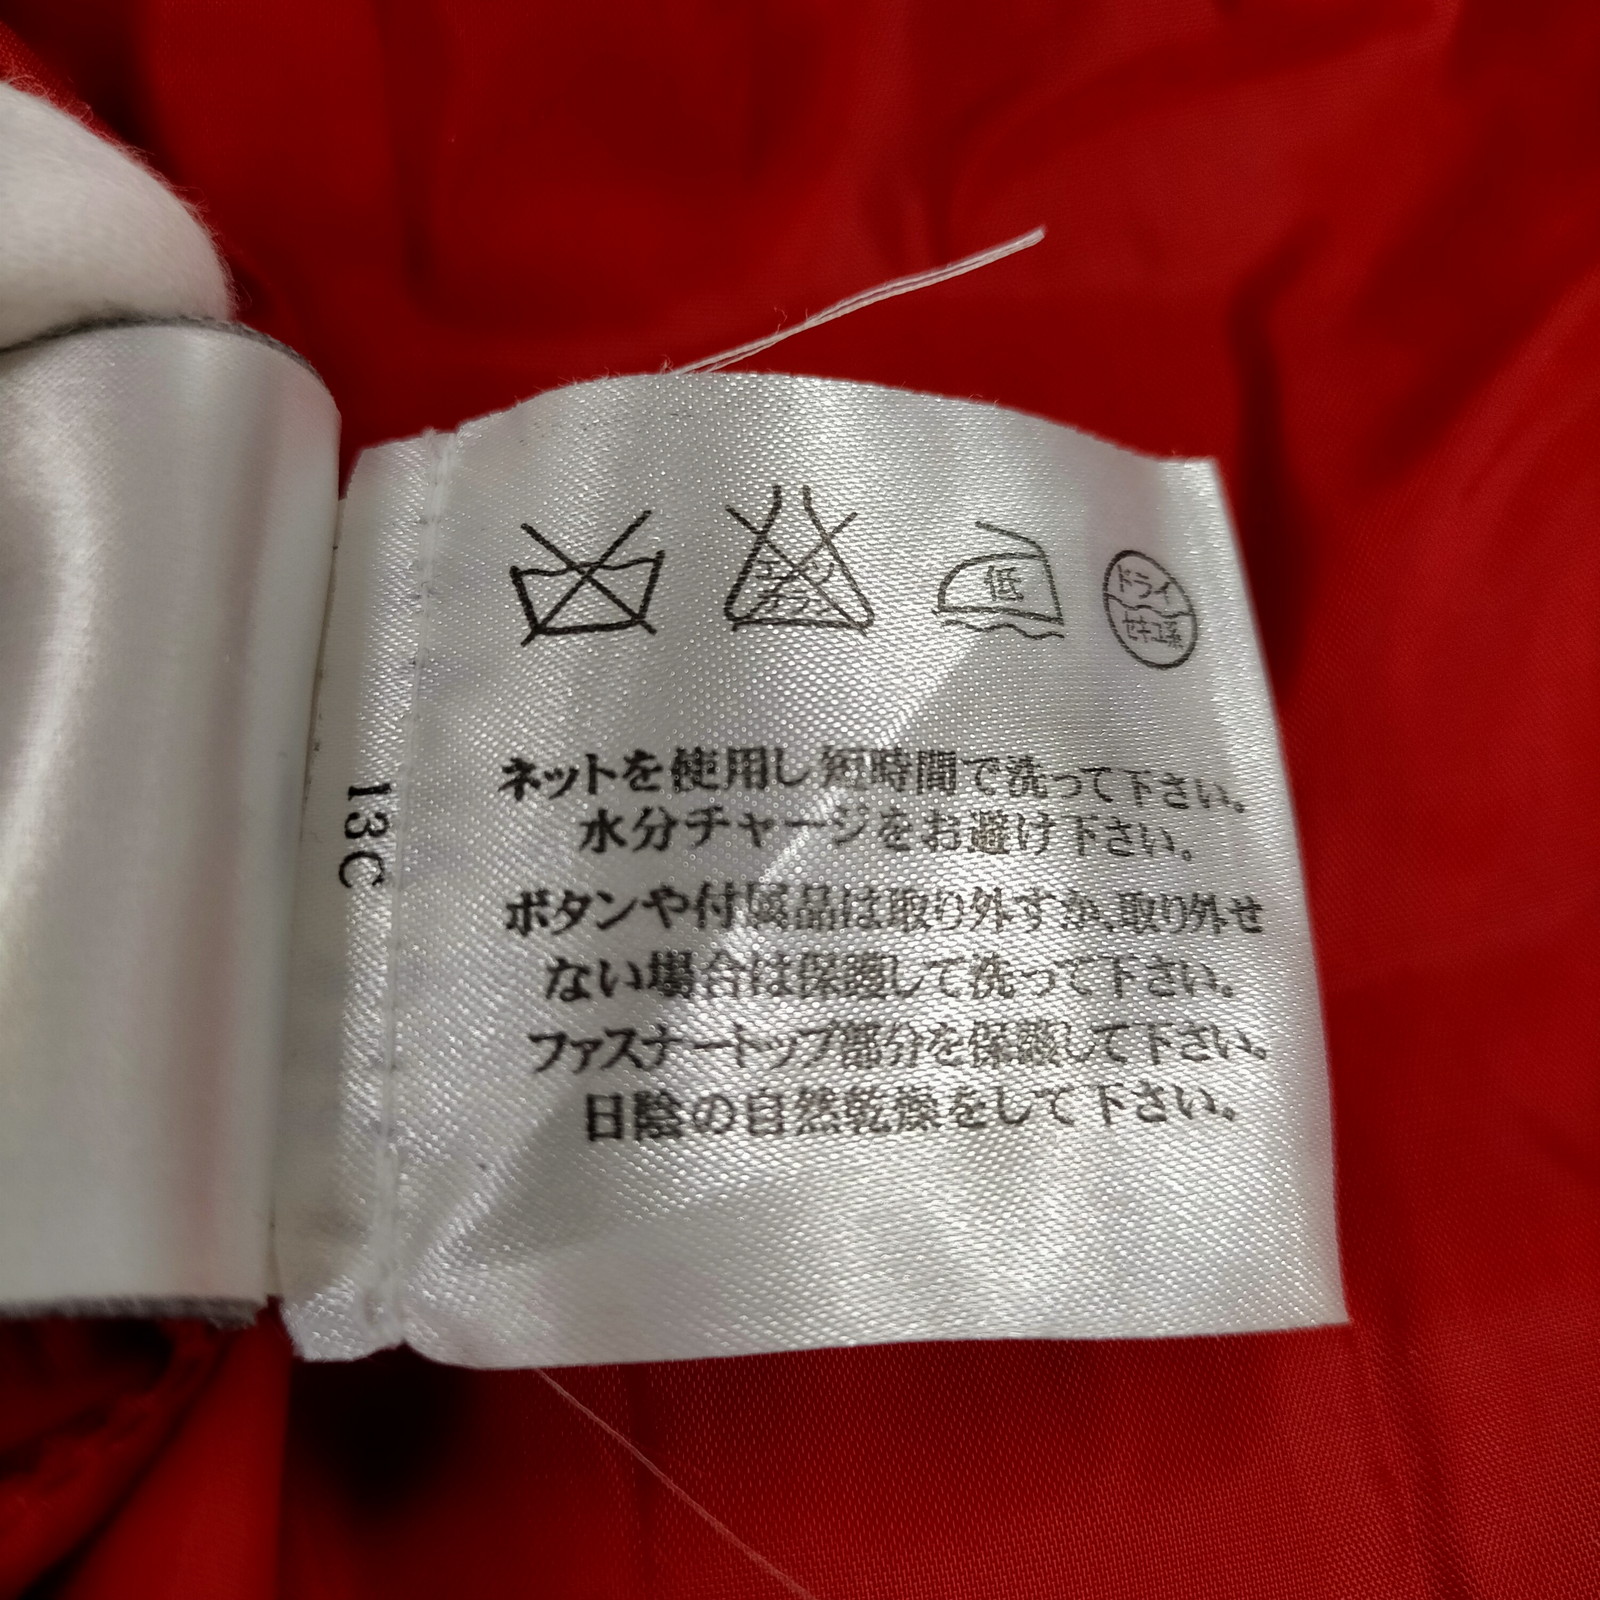 低
ドライ
セキユ系
ネットを使用し短時間で洗って下さい。
水分チャージをお避け下さい。
ボタンや付属品は取り外すか、取り外せ
ない場合は保護して洗って下さい。
ファスナートップ部分を保護して下さい。
日陰の自然乾燥をして下さい。
13C